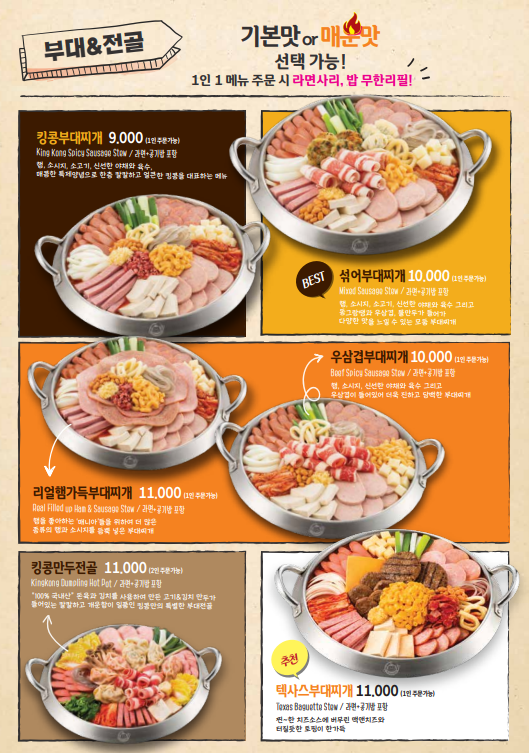 부대&전골
기본맛 or 매운맛
선택 가능!
1인 1 메뉴 주문 시 라면사리, 밥 무한리필!
킹콩부대찌개 9,000 (1인 주문가능)
King Kong Spicy Sausage Stew / 라면+공기밥 포함
햄, 소시지, 소고기, 신선한 야채와 육수,
매콤한 특제양념으로 한층 칼칼하고 얼큰한 킹콩을 대표하는 메뉴
BEST
섞어부대찌개 10,000 (1인 주문가능)
Mixed Sausage Stew / 라면+공기밥 포함
햄, 소시지, 소고기, 신선한 야채와 육수 그리고
동그랑땡과 우삼겹, 물만두가 들어가
다양한 맛을 느낄 수 있는 모둠 부대찌개
우삼겹부대찌개 10,000 (1인 주문가능)
Beef Spicy Sausage Stew / 라면+공기밥 포함
햄, 소시지, 신선한 야채와 육수 그리고
우삼겹이 들어있어 더욱 진하고 담백한 부대찌개
리얼햄가득부대찌개 11,000 (1인 주문가능)
Real Filled up Ham & Sausage Stew / 라면+공기밥 포함
햄을 좋아하는 '매니아'들을 위하여 더 많은
종류의 햄과 소시지를 듬뿍 넣은 부대찌개
킹콩만두전골 11,000 (2인 주문가능)
Kingkong Dumpling Hot Pot / 라면+공기밥 포함
"100% 국내산" 돈육과 김치를 사용하여 만든 고기&김치 만두가
들어있는 칼칼하고 개운함이 일품인 킹콩만의 특별한 부대전골
추천
텍사스부대찌개 11,000 (1인 주문가능)
Texas Baguette Stew / 라면+공기밥 포함
찐~한 치즈소스에 버무린 맥앤치즈와
터질듯한 토핑이 한가득